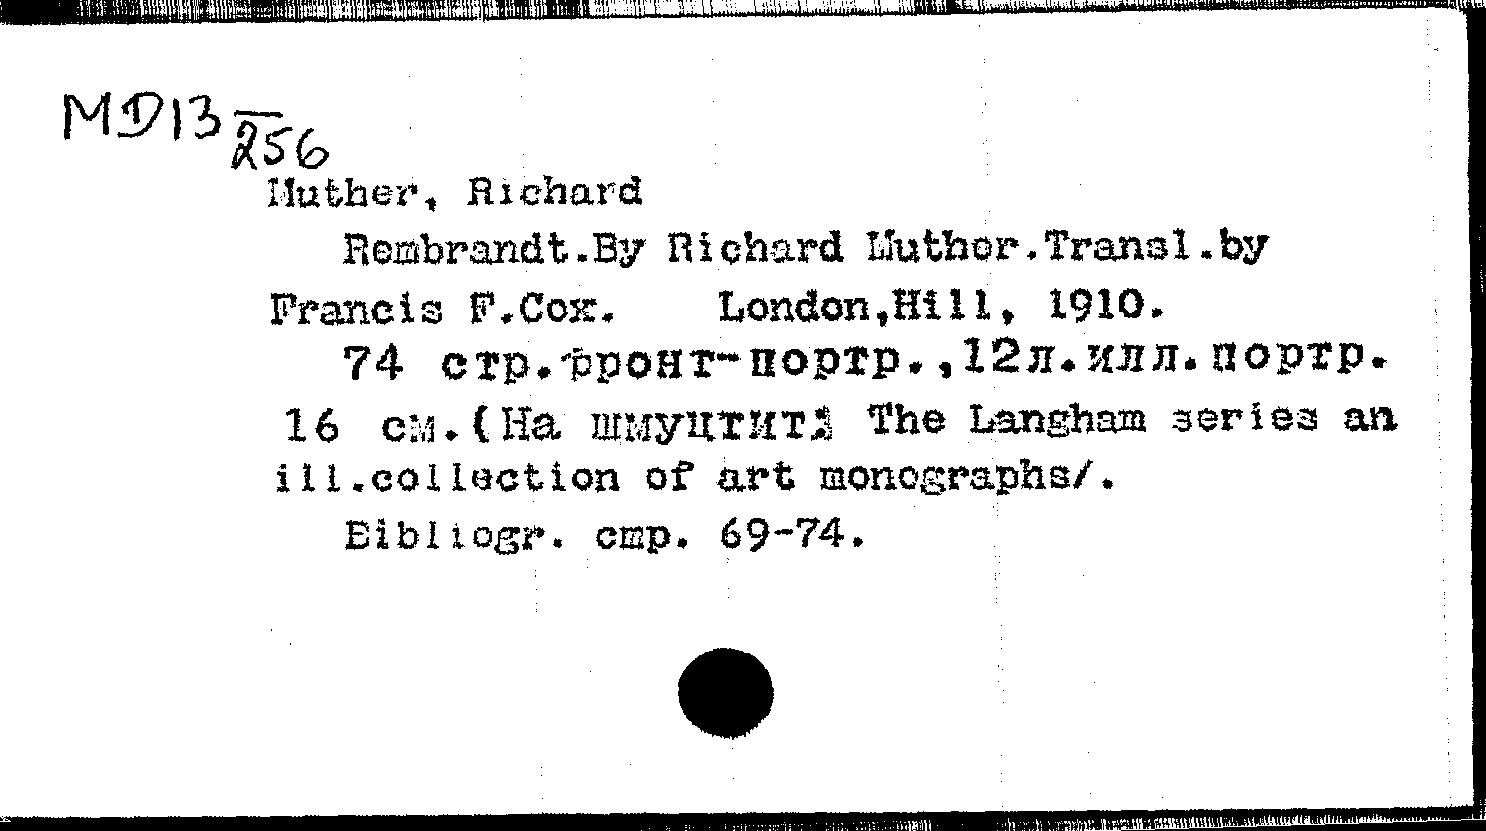 MD13
256
Muther, Richard
Rembrandt.By Richard Muther.Transl.by
Francis F.Cox. London,Hill, 1910.
74 стр.фронт-портр.,12л.илл.портр.
16 см.(На шмуцтит: The Langham series an
ill.collection of art monographs/.
Bibliogr. стр. 69-74.